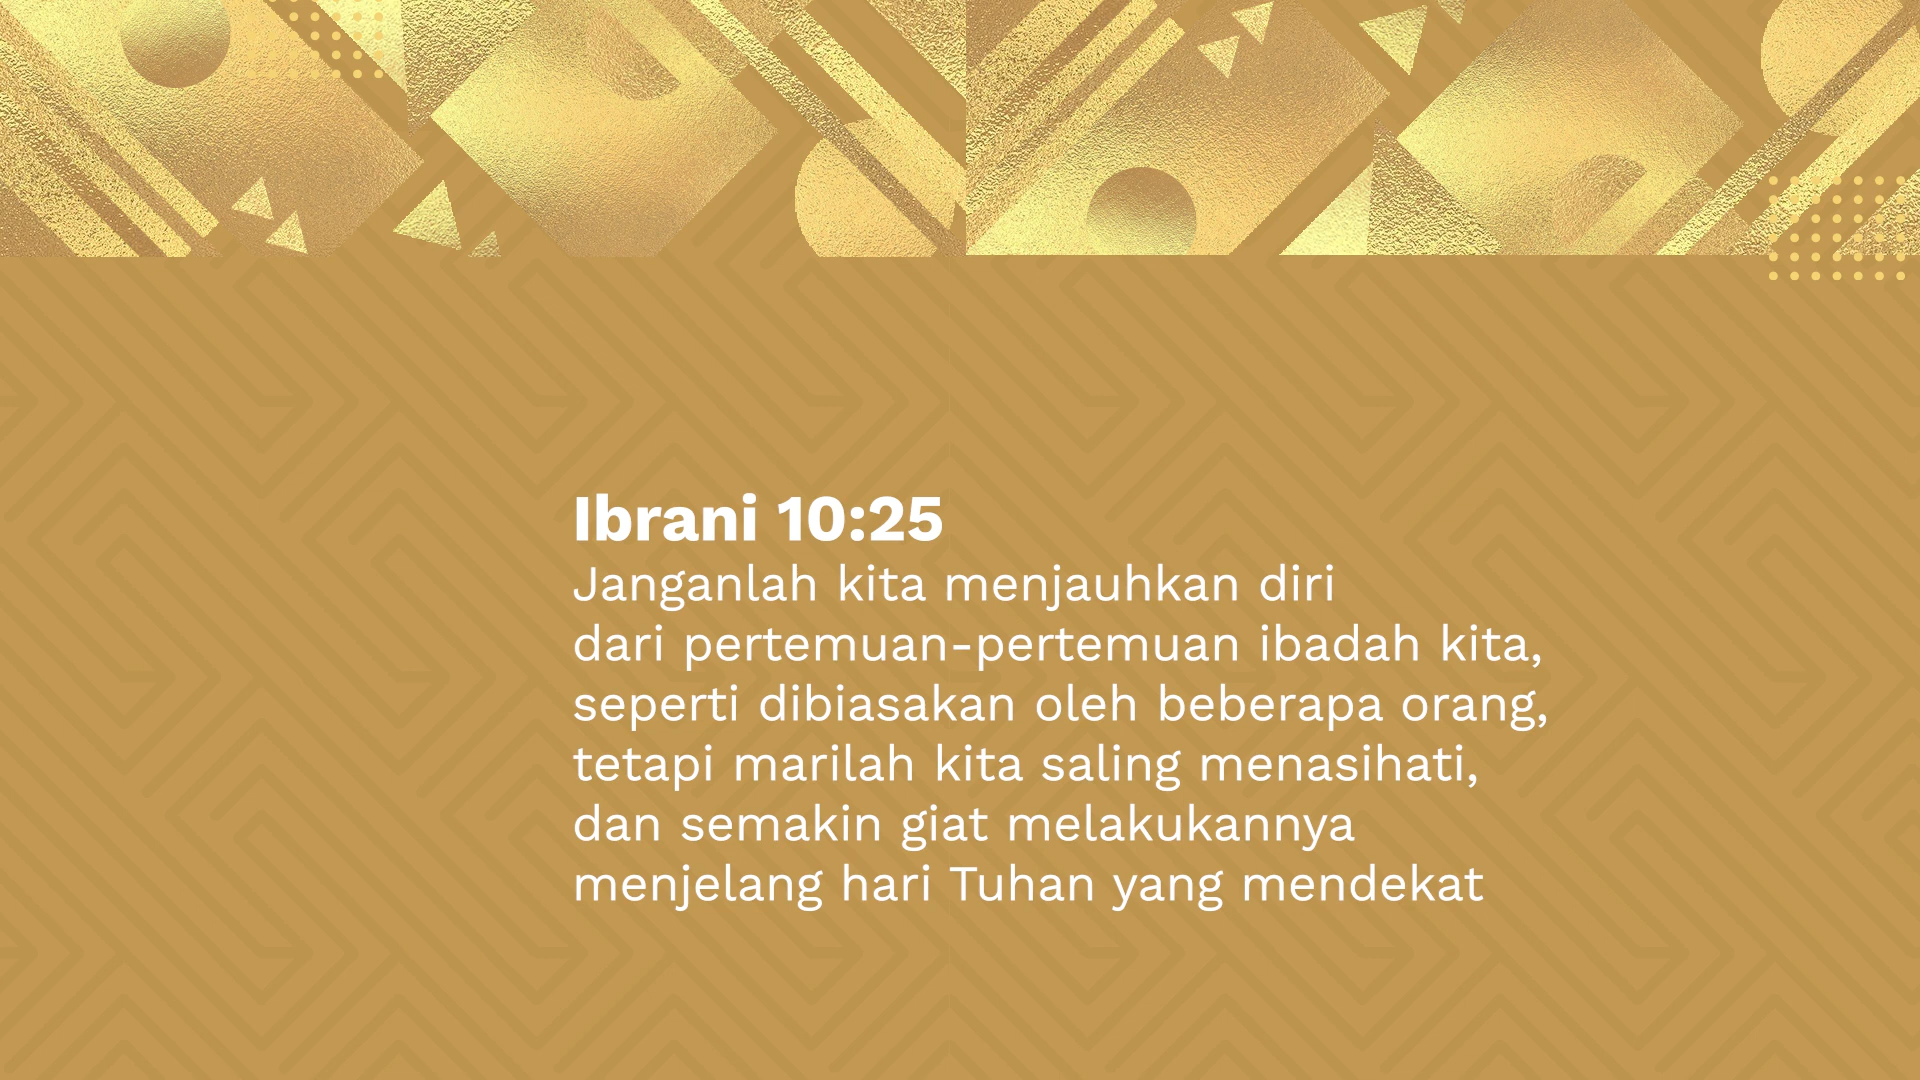 Ibrani 10:25
Janganlah kita menjauhkan diri
dari pertemuan-pertemuan ibadah kita,
seperti dibiasakan oleh beberapa orang,
tetapi marilah kita saling menasihati,
dan semakin giat melakukannya
menjelang hari Tuhan yang mendekat